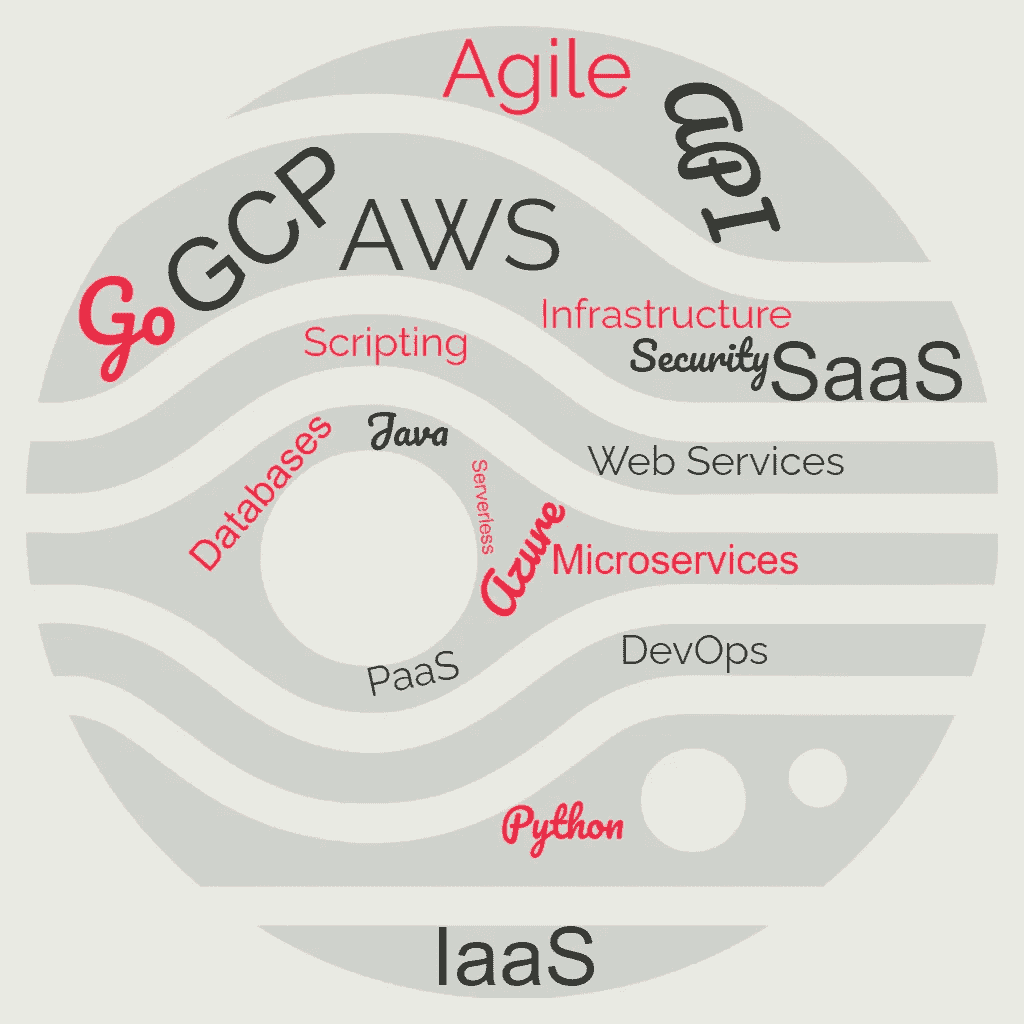 Agile
API
GCP
AWS
Go
Infrastructure
Scripting
Security
SaaS
Java
Databases
Web Services
Serverless
Azure
Microservices
DevOps
PaaS
Python
IaaS